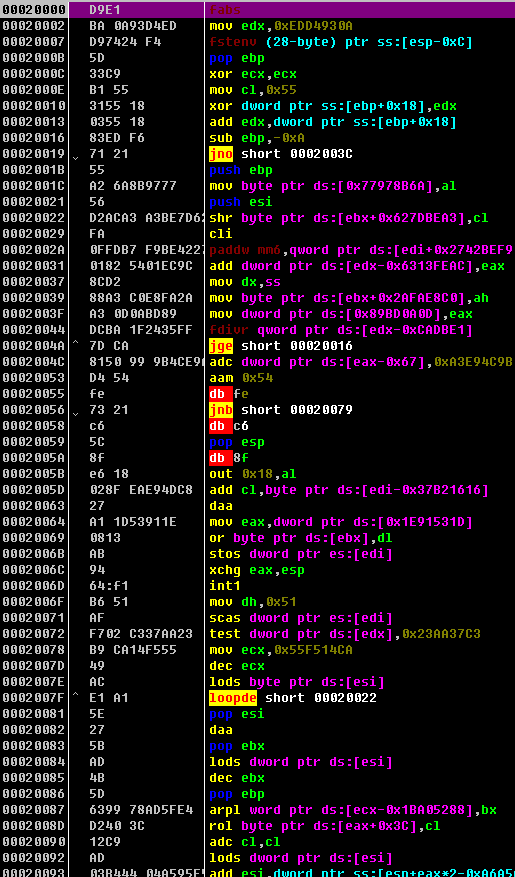 00020000 D9E1 fabs
00020002 BA 0A93D4ED mov edx,0xEDD4930A
00020007 D97424 F4 fstenv (28-byte) ptr ss:[esp-0xC]
0002000B 5D pop ebp
0002000C 33C9 xor ecx,ecx
0002000E B1 55 mov cl,0x55
00020010 3155 18 xor dword ptr ss:[ebp+0x18],edx
00020013 0355 18 add edx,dword ptr ss:[ebp+0x18]
00020016 83ED F6 sub ebp,-0xA
00020019 71 21 jno short 0002003C
0002001B 55 push ebp
0002001C A2 6A8B9777 mov byte ptr ds:[0x77978B6A],al
00020021 56 push esi
00020022 D2ACA3 A3BE7D62 shr byte ptr ds:[ebx+0x627DBEA3],cl
00020029 FA cli
0002002A 0FFDB7 F9BE4227 paddw mm6,qword ptr ds:[edi+0x2742BEF9
00020031 0182 5401EC9C add dword ptr ds:[edx-0x6313FEAC],eax
00020037 8CD2 mov dx,ss
00020039 88A3 C0E8FA2A mov byte ptr ds:[ebx+0x2AFAE8C0],ah
0002003F A3 0D0ABD89 mov dword ptr ds:[0x89BD0A0D],eax
00020044 DCBA 1F2435FF fdivr qword ptr ds:[edx-0xCADBE1]
0002004A ^ 7D CA jge short 00020016
0002004C 8150 99 9B4CE9A adc dword ptr ds:[eax-0x67],0xA3E94C9B
00020053 D4 54 aam 0x54
00020055 fe db fe
00020056 73 21 jnb short 00020079
00020058 c6 db c6
00020059 5C pop esp
0002005A 8f db 8f
0002005B e6 18 out 0x18,al
0002005D 028F EAE94DC8 add cl,byte ptr ds:[edi-0x37B21616]
00020063 27 daa
00020064 A1 1D53911E mov eax,dword ptr ds:[0x1E91531D]
00020069 0813 or byte ptr ds:[ebx],dl
0002006B AB stos dword ptr es:[edi]
0002006C 94 xchg eax,esp
0002006D 64:f1 int1
0002006F B6 51 mov dh,0x51
00020071 AF scas dword ptr es:[edi]
00020072 F702 C337AA23 test dword ptr ds:[edx],0x23AA37C3
00020078 B9 CA14F555 mov ecx,0x55F514CA
0002007D 49 dec ecx
0002007E AC lods byte ptr ds:[esi]
0002007F ^ E1 A1 loopde short 00020022
00020081 5E pop esi
00020082 27 daa
00020083 5B pop ebx
00020084 AD lods dword ptr ds:[esi]
00020085 4B dec ebx
00020086 5D pop ebp
00020087 6399 78AD5FE4 arpl word ptr ds:[ecx-0x1BA05288],bx
0002008D D240 3C rol byte ptr ds:[eax+0x3C],cl
00020090 12C9 adc cl,cl
00020092 AD lods dword ptr ds:[esi]
00020093 03B444 04A595F5 add esi,dword ptr ss:[esp+eax*2-0xA6A5